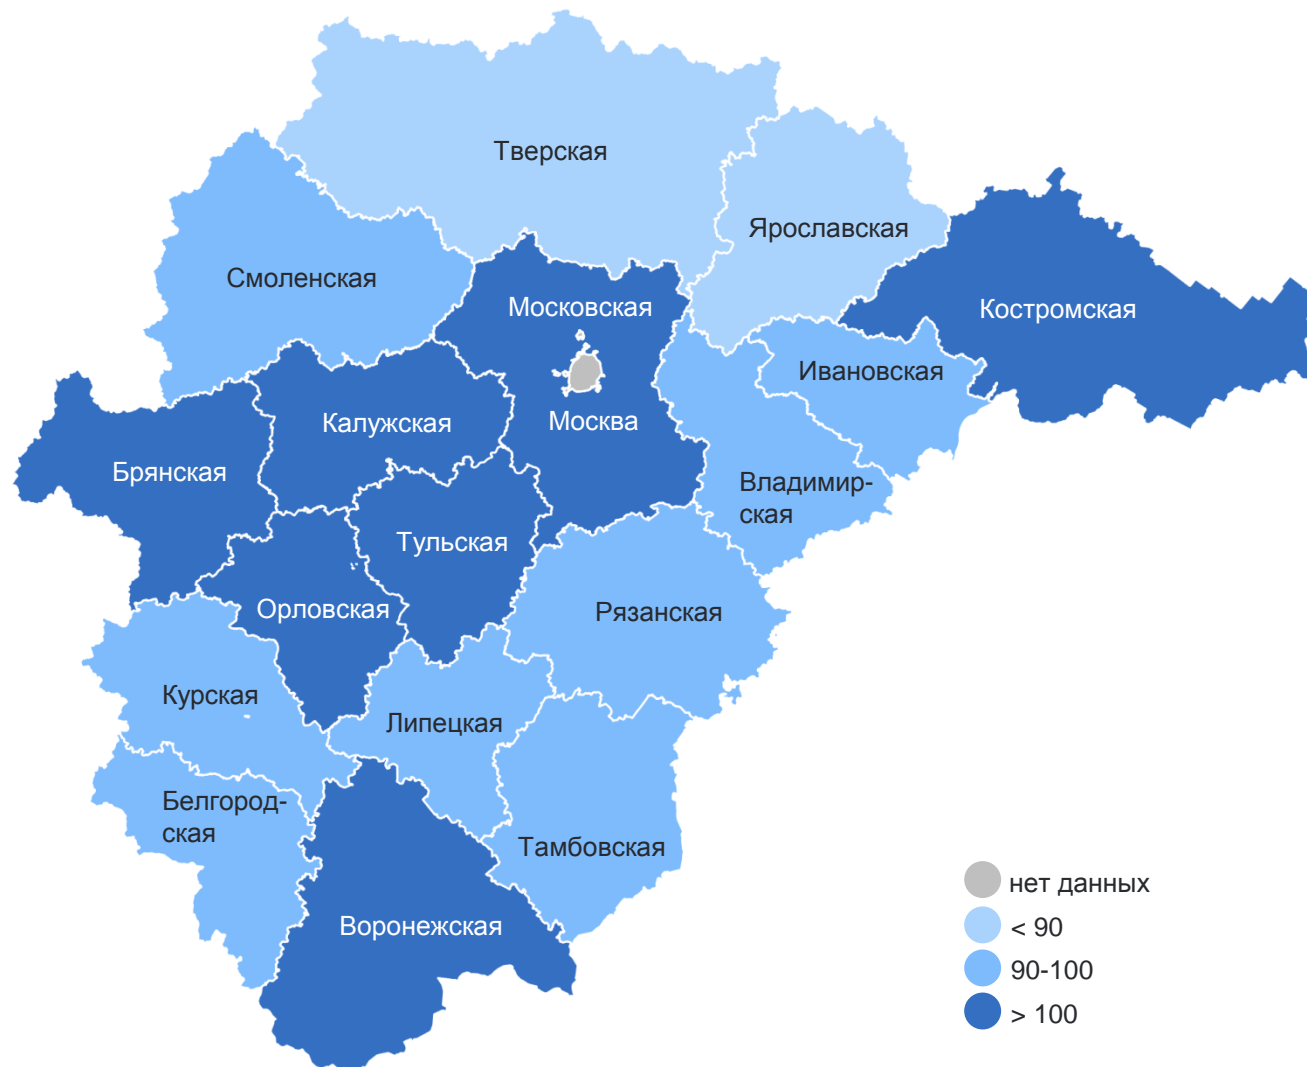 Тверская
Ярославская
Смоленская
Московская
Костромская
Ивановская
Москва
Калужская
Брянская
Владимир-
ская
Тульская
Орловская
Рязанская
Курская
Липецкая
Белгород-
ская
Тамбовская
Воронежская
нет данных
< 90
90-100
> 100